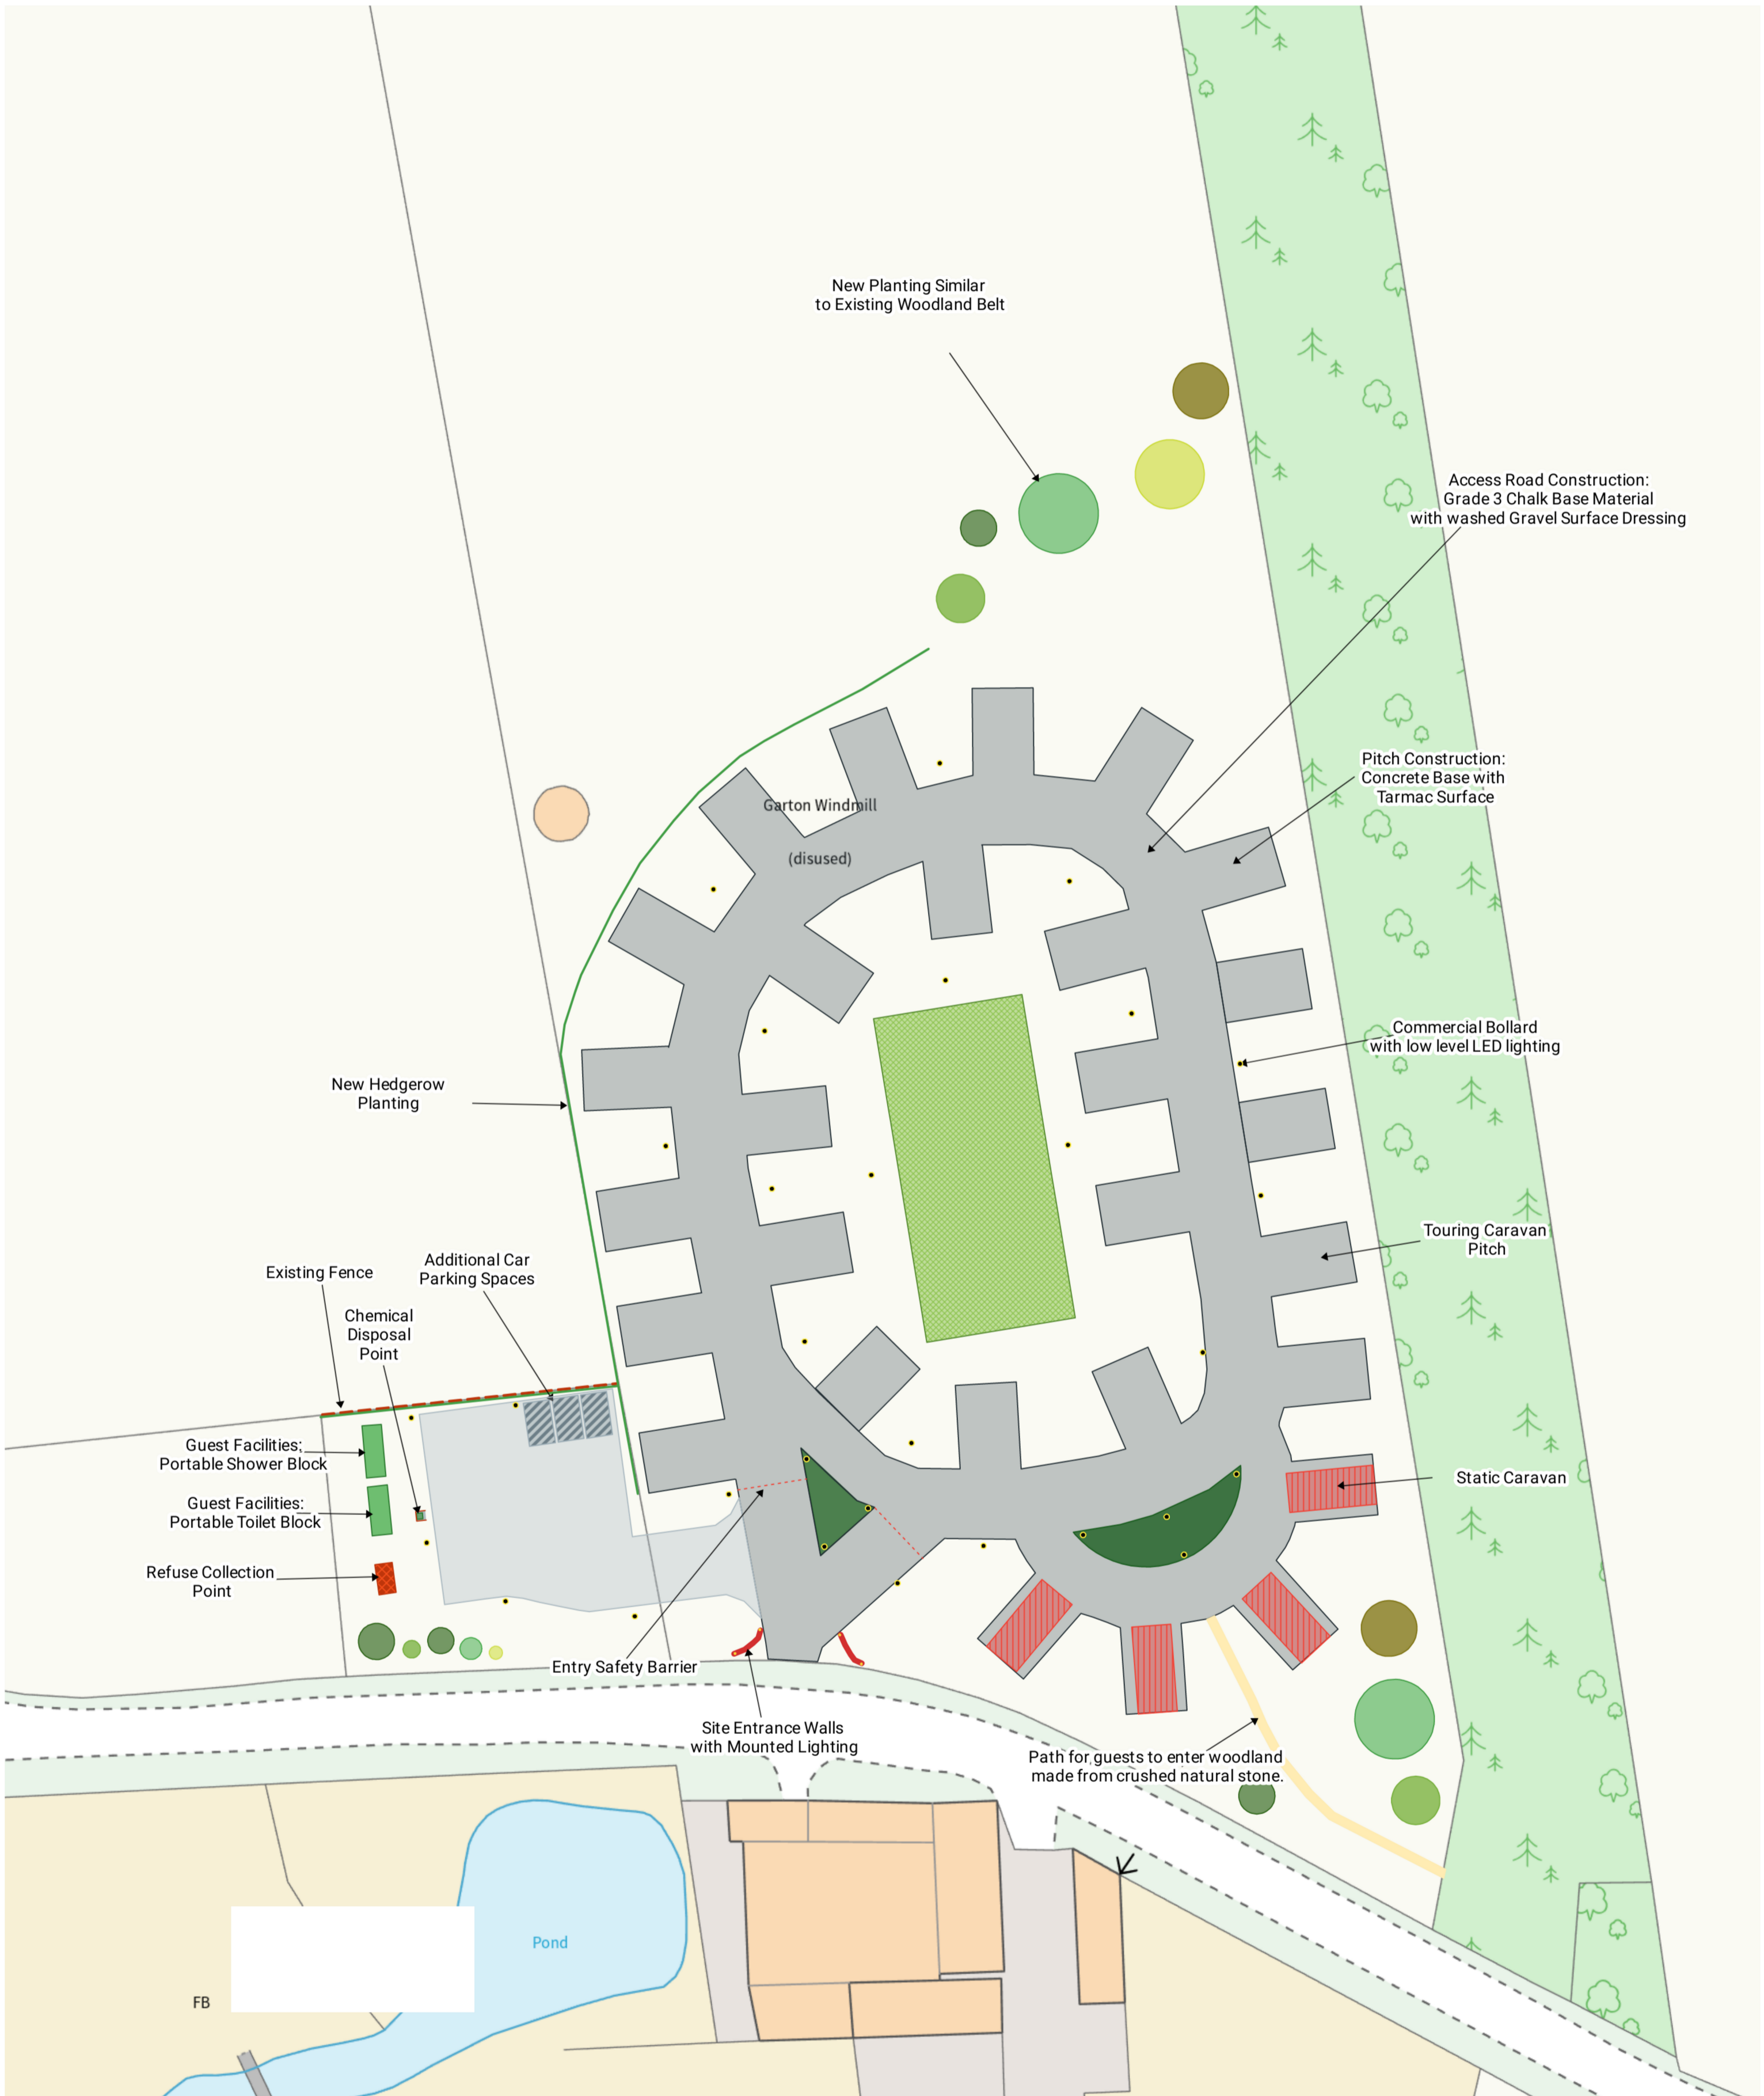 New Planting Similar
to Existing Woodland Belt
Access Road Construction:
Grade 3 Chalk Base Material
with washed Gravel Surface Dressing
Pitch Construction:
Concrete Base with
Tarmac Surface
Garton Windmill
(disused)
Commercial Bollard
with low level LED lighting
New Hedgerow
Planting
Touring Caravan
Pitch
Existing Fence
Additional Car
Parking Spaces
Chemical
Disposal
Point
Guest Facilities:
Portable Shower Block
Static Caravan
Guest Facilities:
Portable Toilet Block
Refuse Collection
Point
Entry Safety Barrier
Site Entrance Walls
with Mounted Lighting
Path for guests to enter woodland
made from crushed natural stone.
Pond
FB